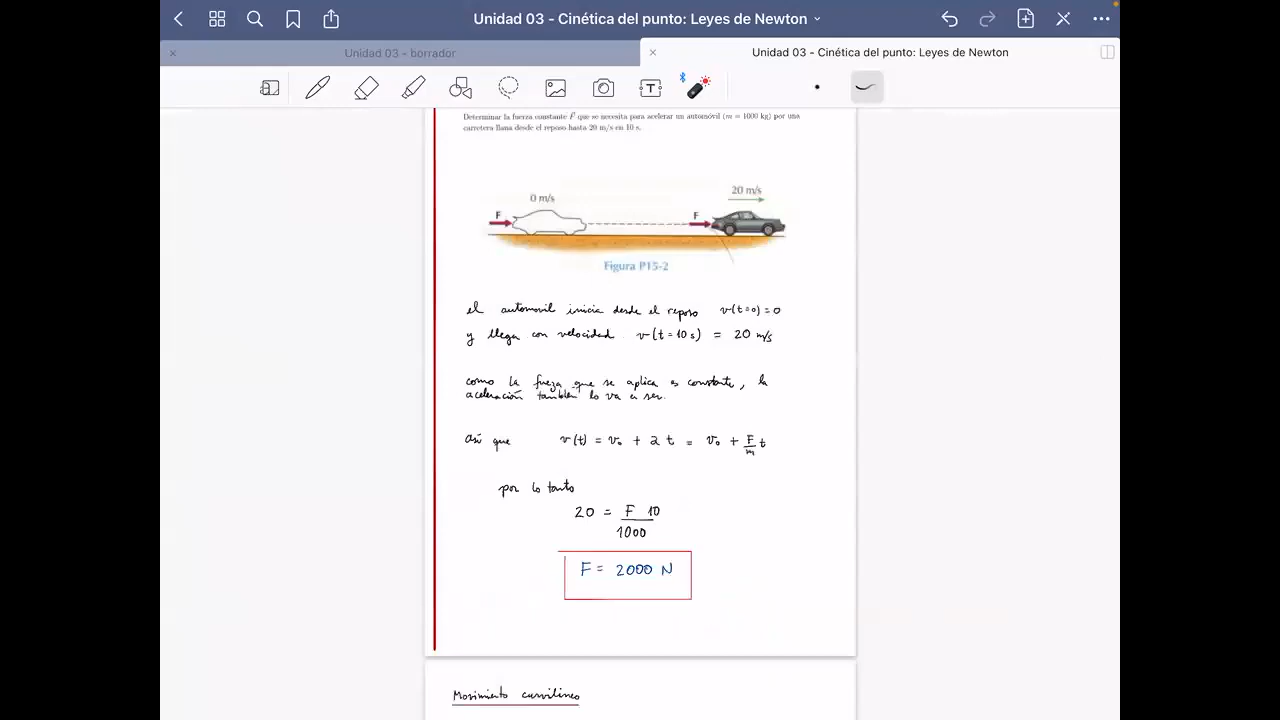 Unidad 03 - Cinética del punto: Leyes de Newton
Unidad 03 - borrador
Unidad 03 - Cinética del punto: Leyes de Newton
T
Determinar la fuerza constante F que se necesita para acelerar un automóvil (m = 1000 kg) por una
carretera llana desde el reposo hasta 20 m/s en 10 s.
20 m/s
0 m/s
F
F
Figura P15-2
el automovil inicia desde el reposo v(t=0) = 0
y llega con velocidad v(t = 10 s) = 20 m/s
como la fueza que se aplica es constante, la
aceleración también lo va a ser.
Así que v(t) = v₀ + 2 t = v₀ + F/m t
por lo tanto
20 = F 10
1000
F = 2000 N
Movimiento curvilineo